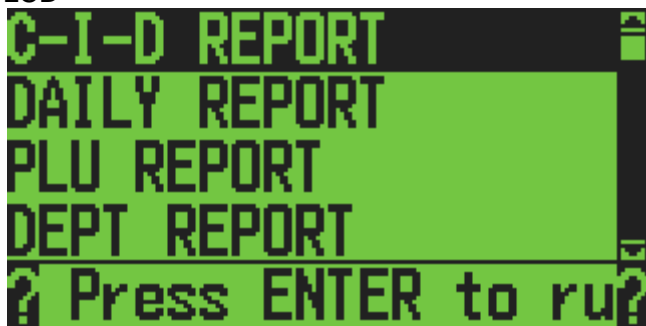 C-I-D REPORT
DAILY REPORT
PLU REPORT
DEPT REPORT
? Press ENTER to ru?